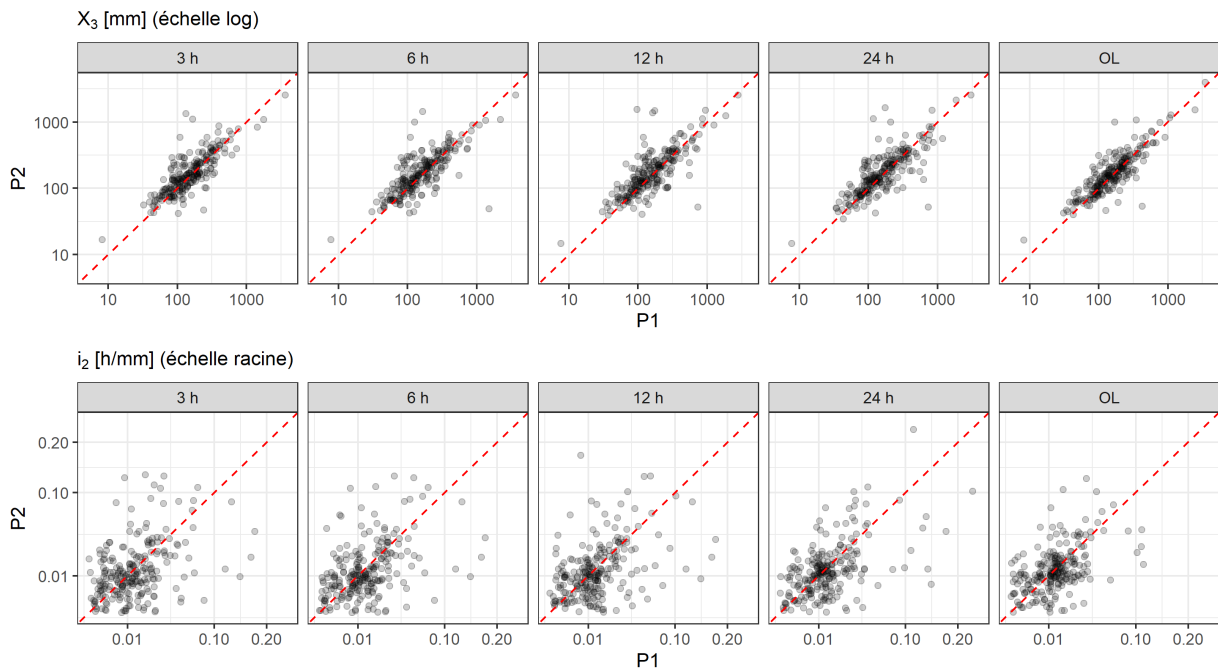 X₃ [mm] (échelle log)
3 h 6 h 12 h 24 h OL
P2
1000
100
10
10 100 1000 10 100 1000 10 100 1000 10 100 1000 10 100 1000
P1
i₂ [h/mm] (échelle racine)
3 h 6 h 12 h 24 h OL
P2
0.20
0.10
0.01
0.01 0.10 0.20 0.01 0.10 0.20 0.01 0.10 0.20 0.01 0.10 0.20 0.01 0.10 0.20
P1